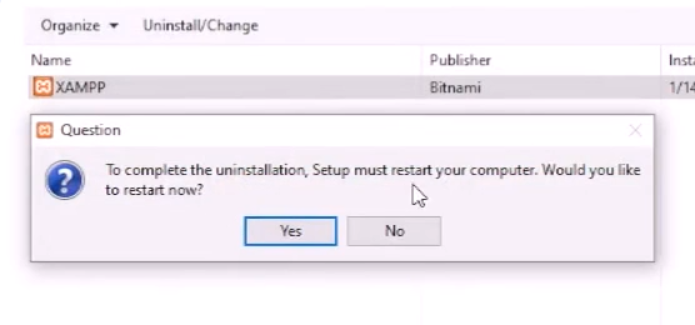 Organize Uninstall/Change
Name Publisher Inst
XAMPP Bitnami 1/14
Question
To complete the uninstallation, Setup must restart your computer. Would you like
to restart now?
Yes No